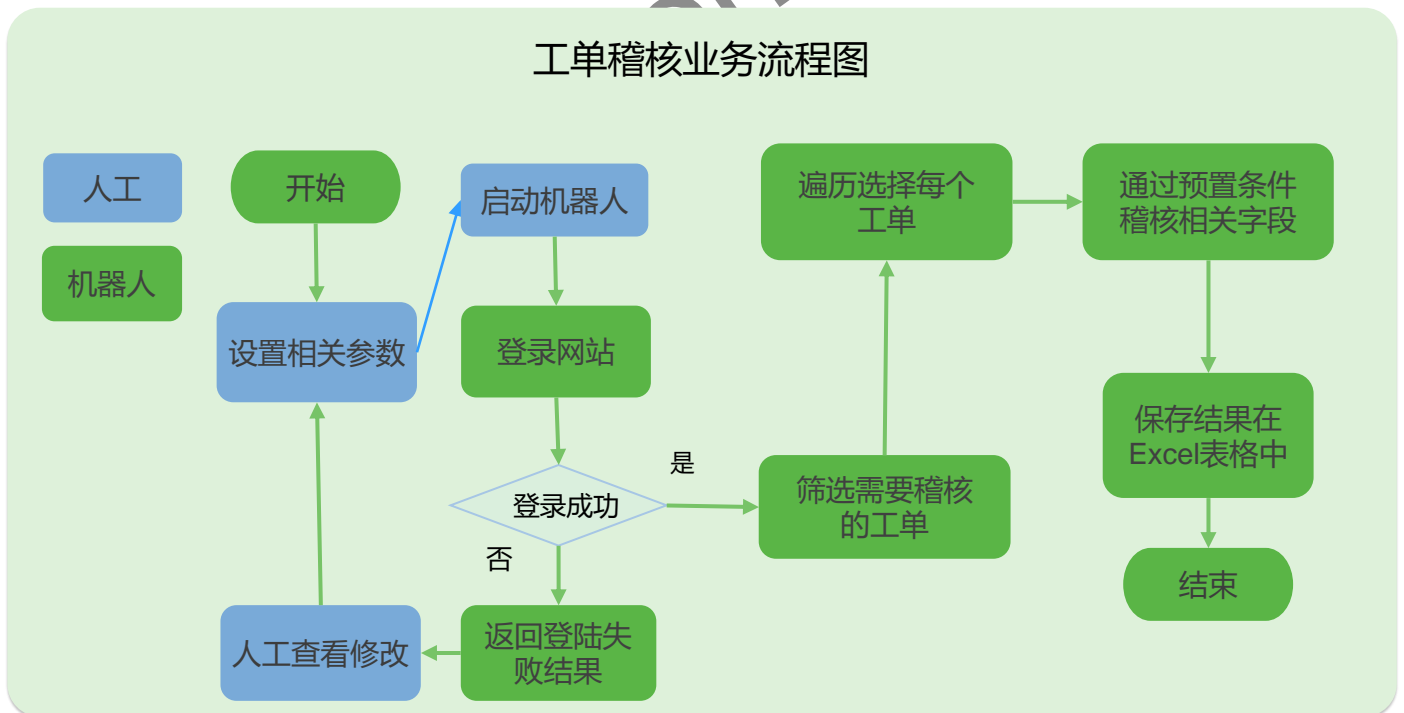 工单稽核业务流程图
人工
机器人
开始
设置相关参数
启动机器人
登录网站
登录成功
是
否
返回登陆失
败结果
人工查看修改
筛选需要稽核
的工单
遍历选择每个
工单
通过预置条件
稽核相关字段
保存结果在
Excel表格中
结束